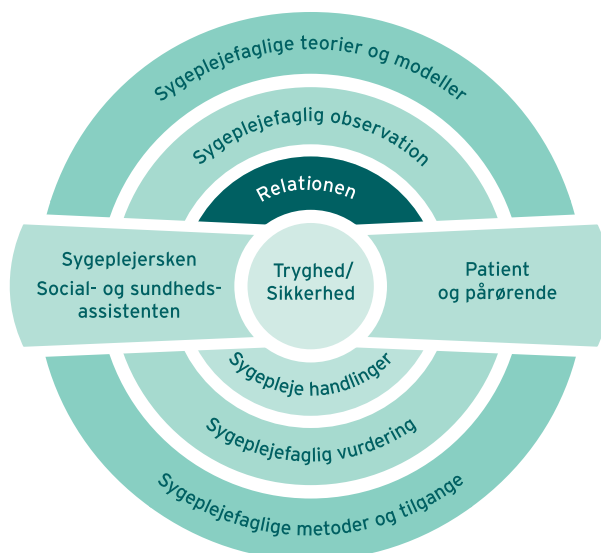 Sygeplejefaglige teorier og modeller
Sygeplejefaglig observation
Relationen
Sygeplejersken
Social- og sundheds-
assistenten
Tryghed/
Sikkerhed
Patient
og pårørende
Sygepleje handlinger
Sygeplejefaglig vurdering
Sygeplejefaglige metoder og tilgange